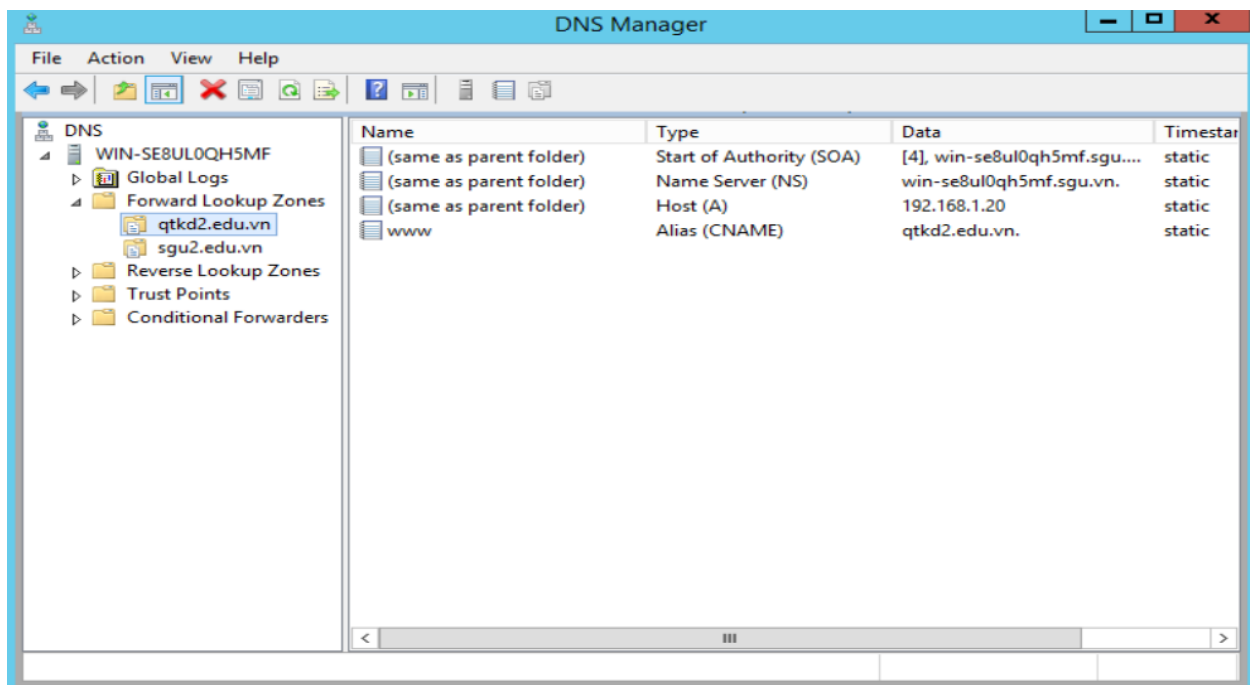 DNS Manager
File Action View Help
DNS
WIN-SE8UL0QH5MF
Global Logs
Forward Lookup Zones
qtkd2.edu.vn
sgu2.edu.vn
Reverse Lookup Zones
Trust Points
Conditional Forwarders
Name Type Data Timestar
(same as parent folder) Start of Authority (SOA) [4], win-se8ul0qh5mf.sgu.... static
(same as parent folder) Name Server (NS) win-se8ul0qh5mf.sgu.vn. static
(same as parent folder) Host (A) 192.168.1.20 static
www Alias (CNAME) qtkd2.edu.vn. static